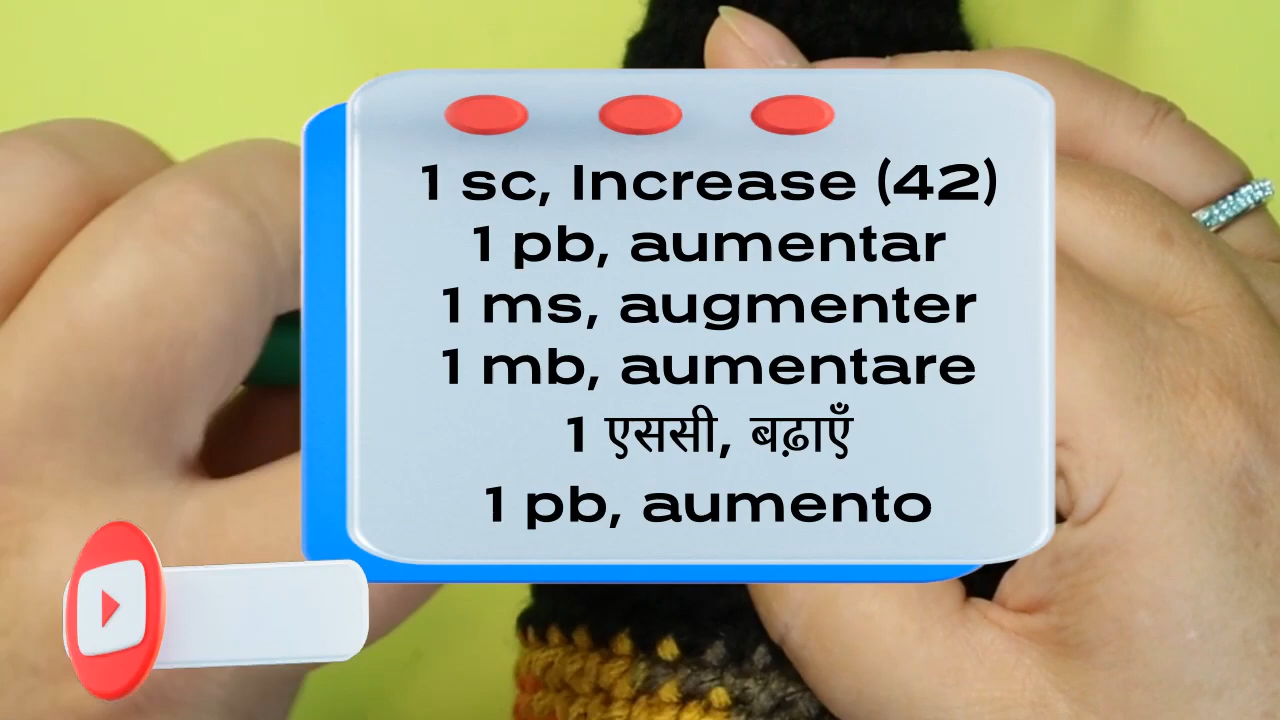 1 sc, Increase (42)
1 pb, aumentar
1 ms, augmenter
1 mb, aumentare
1 एससी, बढ़ाएँ
1 pb, aumento